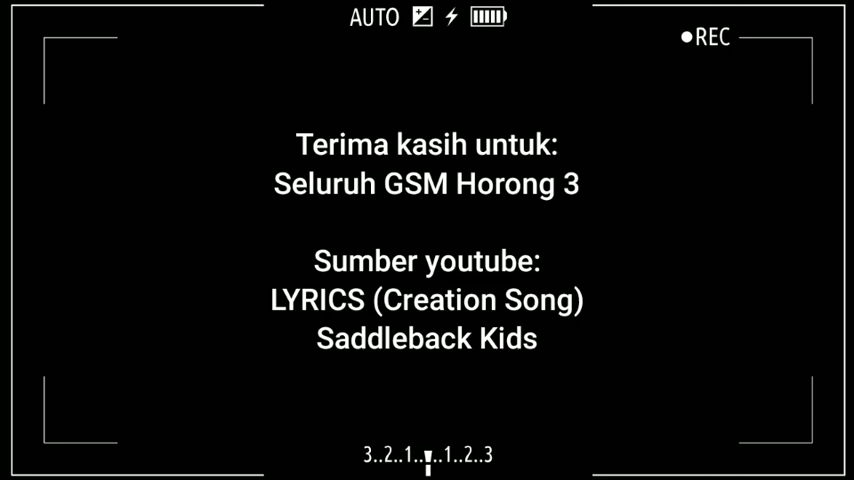 AUTO
REC
Terima kasih untuk:
Seluruh GSM Horong 3
Sumber youtube:
LYRICS (Creation Song)
Saddleback Kids
3..2..1....1..2..3